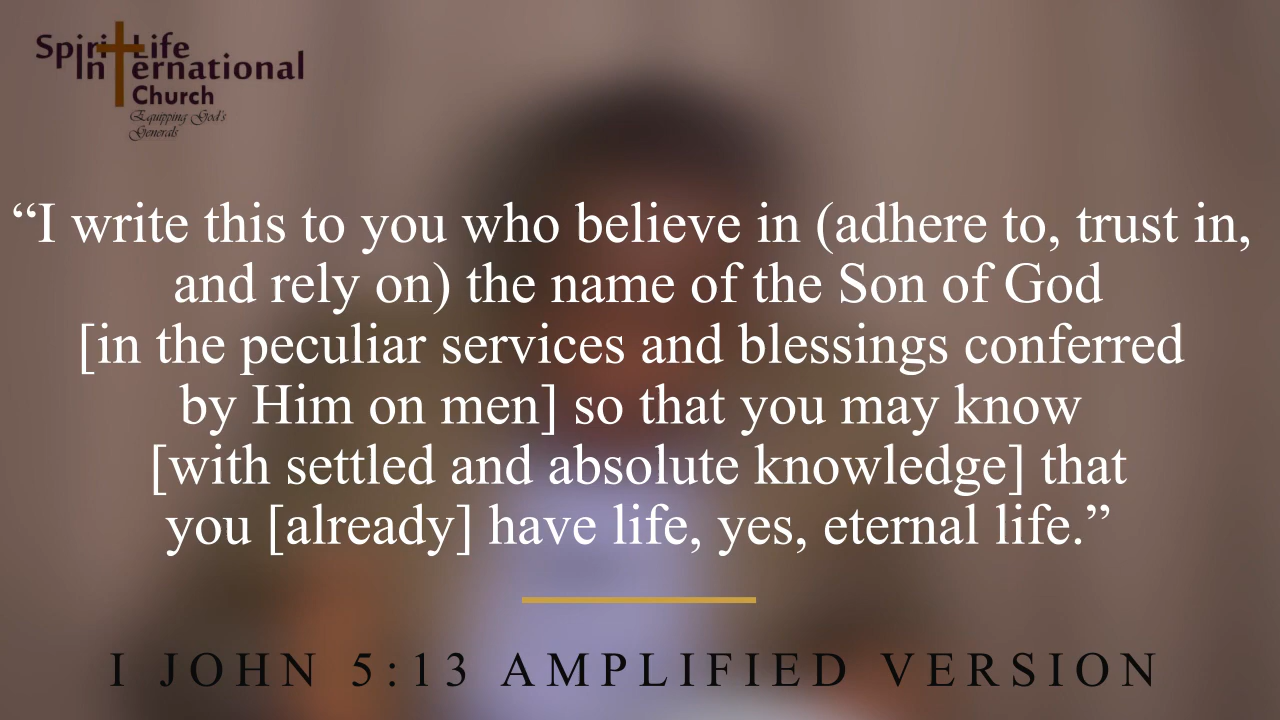 Spirit Life
International
Church
Equipping God's
Generals
“I write this to you who believe in (adhere to, trust in,
and rely on) the name of the Son of God
[in the peculiar services and blessings conferred
by Him on men] so that you may know
[with settled and absolute knowledge] that
you [already] have life, yes, eternal life.”
I JOHN 5:13 AMPLIFIED VERSION